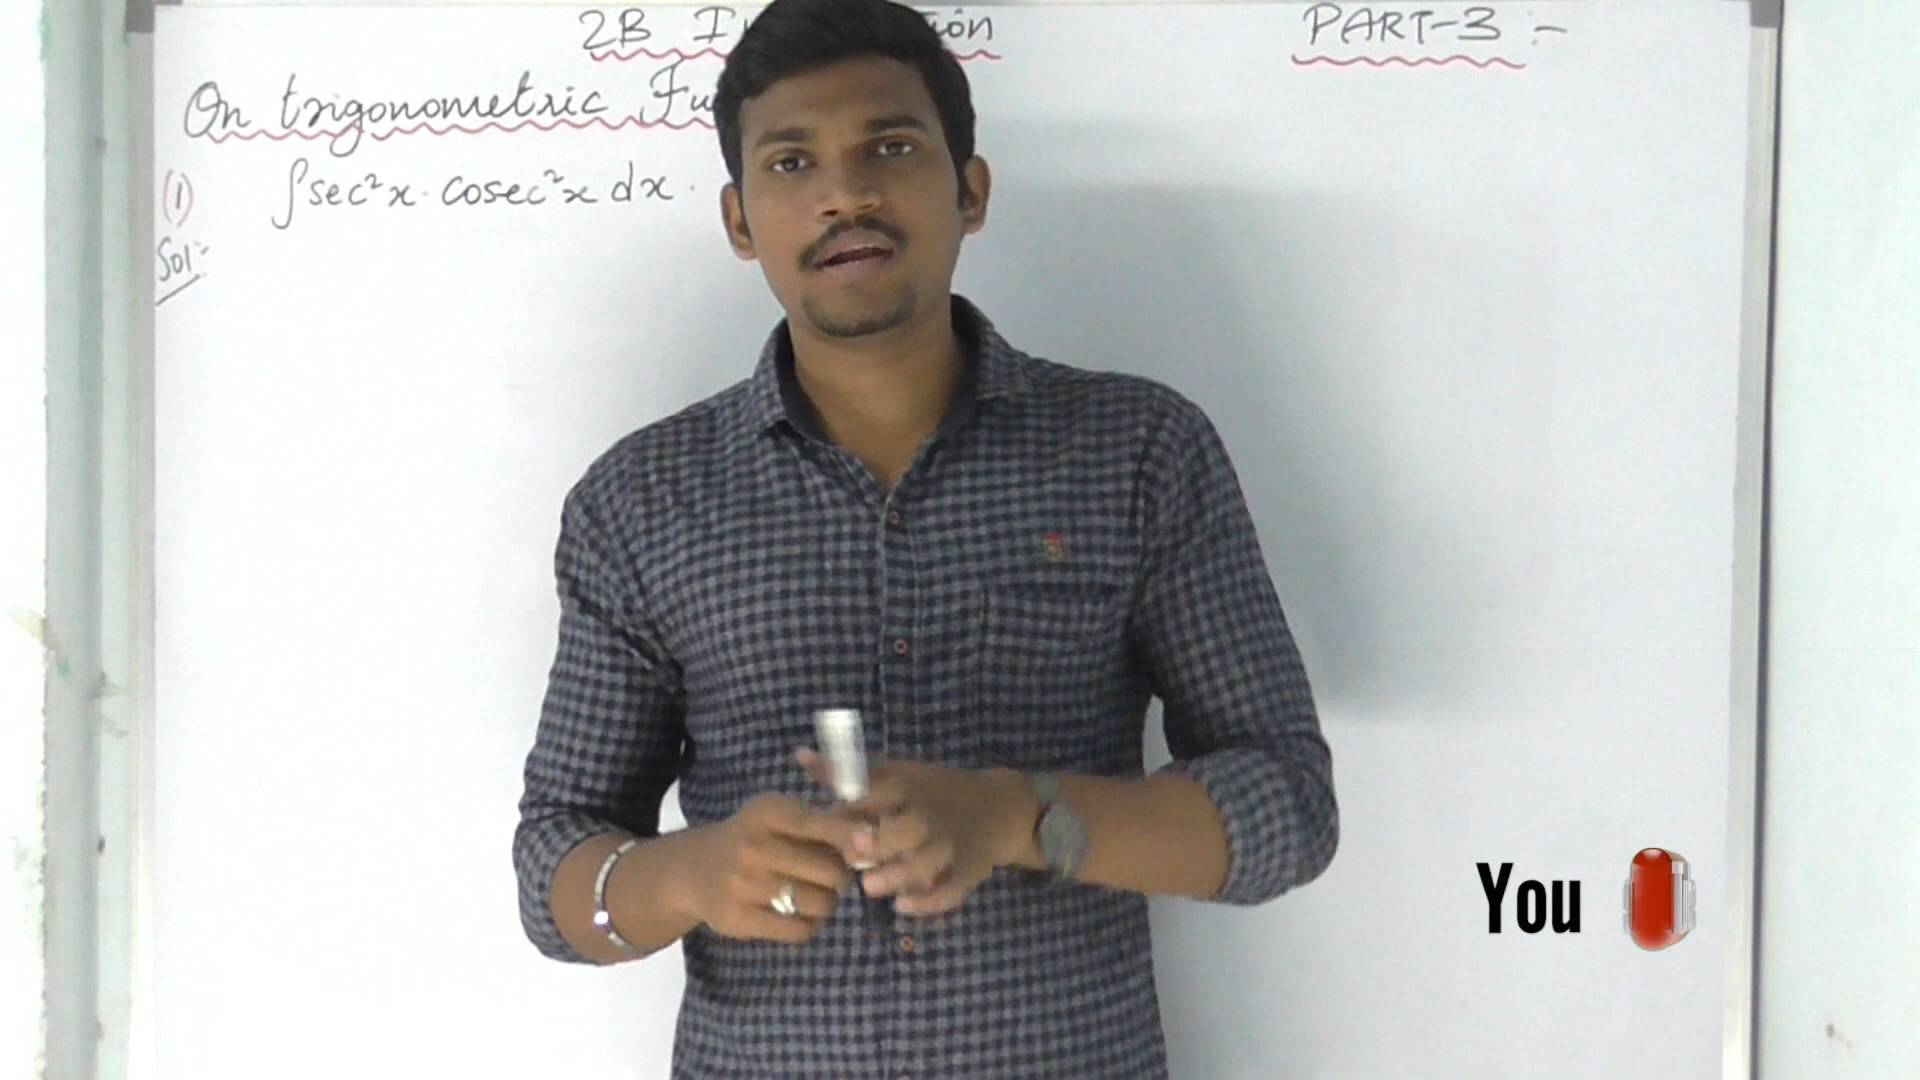 2B PART-3 :-
On trigonometric
(1) ∫sec²x · cosec²x dx ·
Sol:-
You